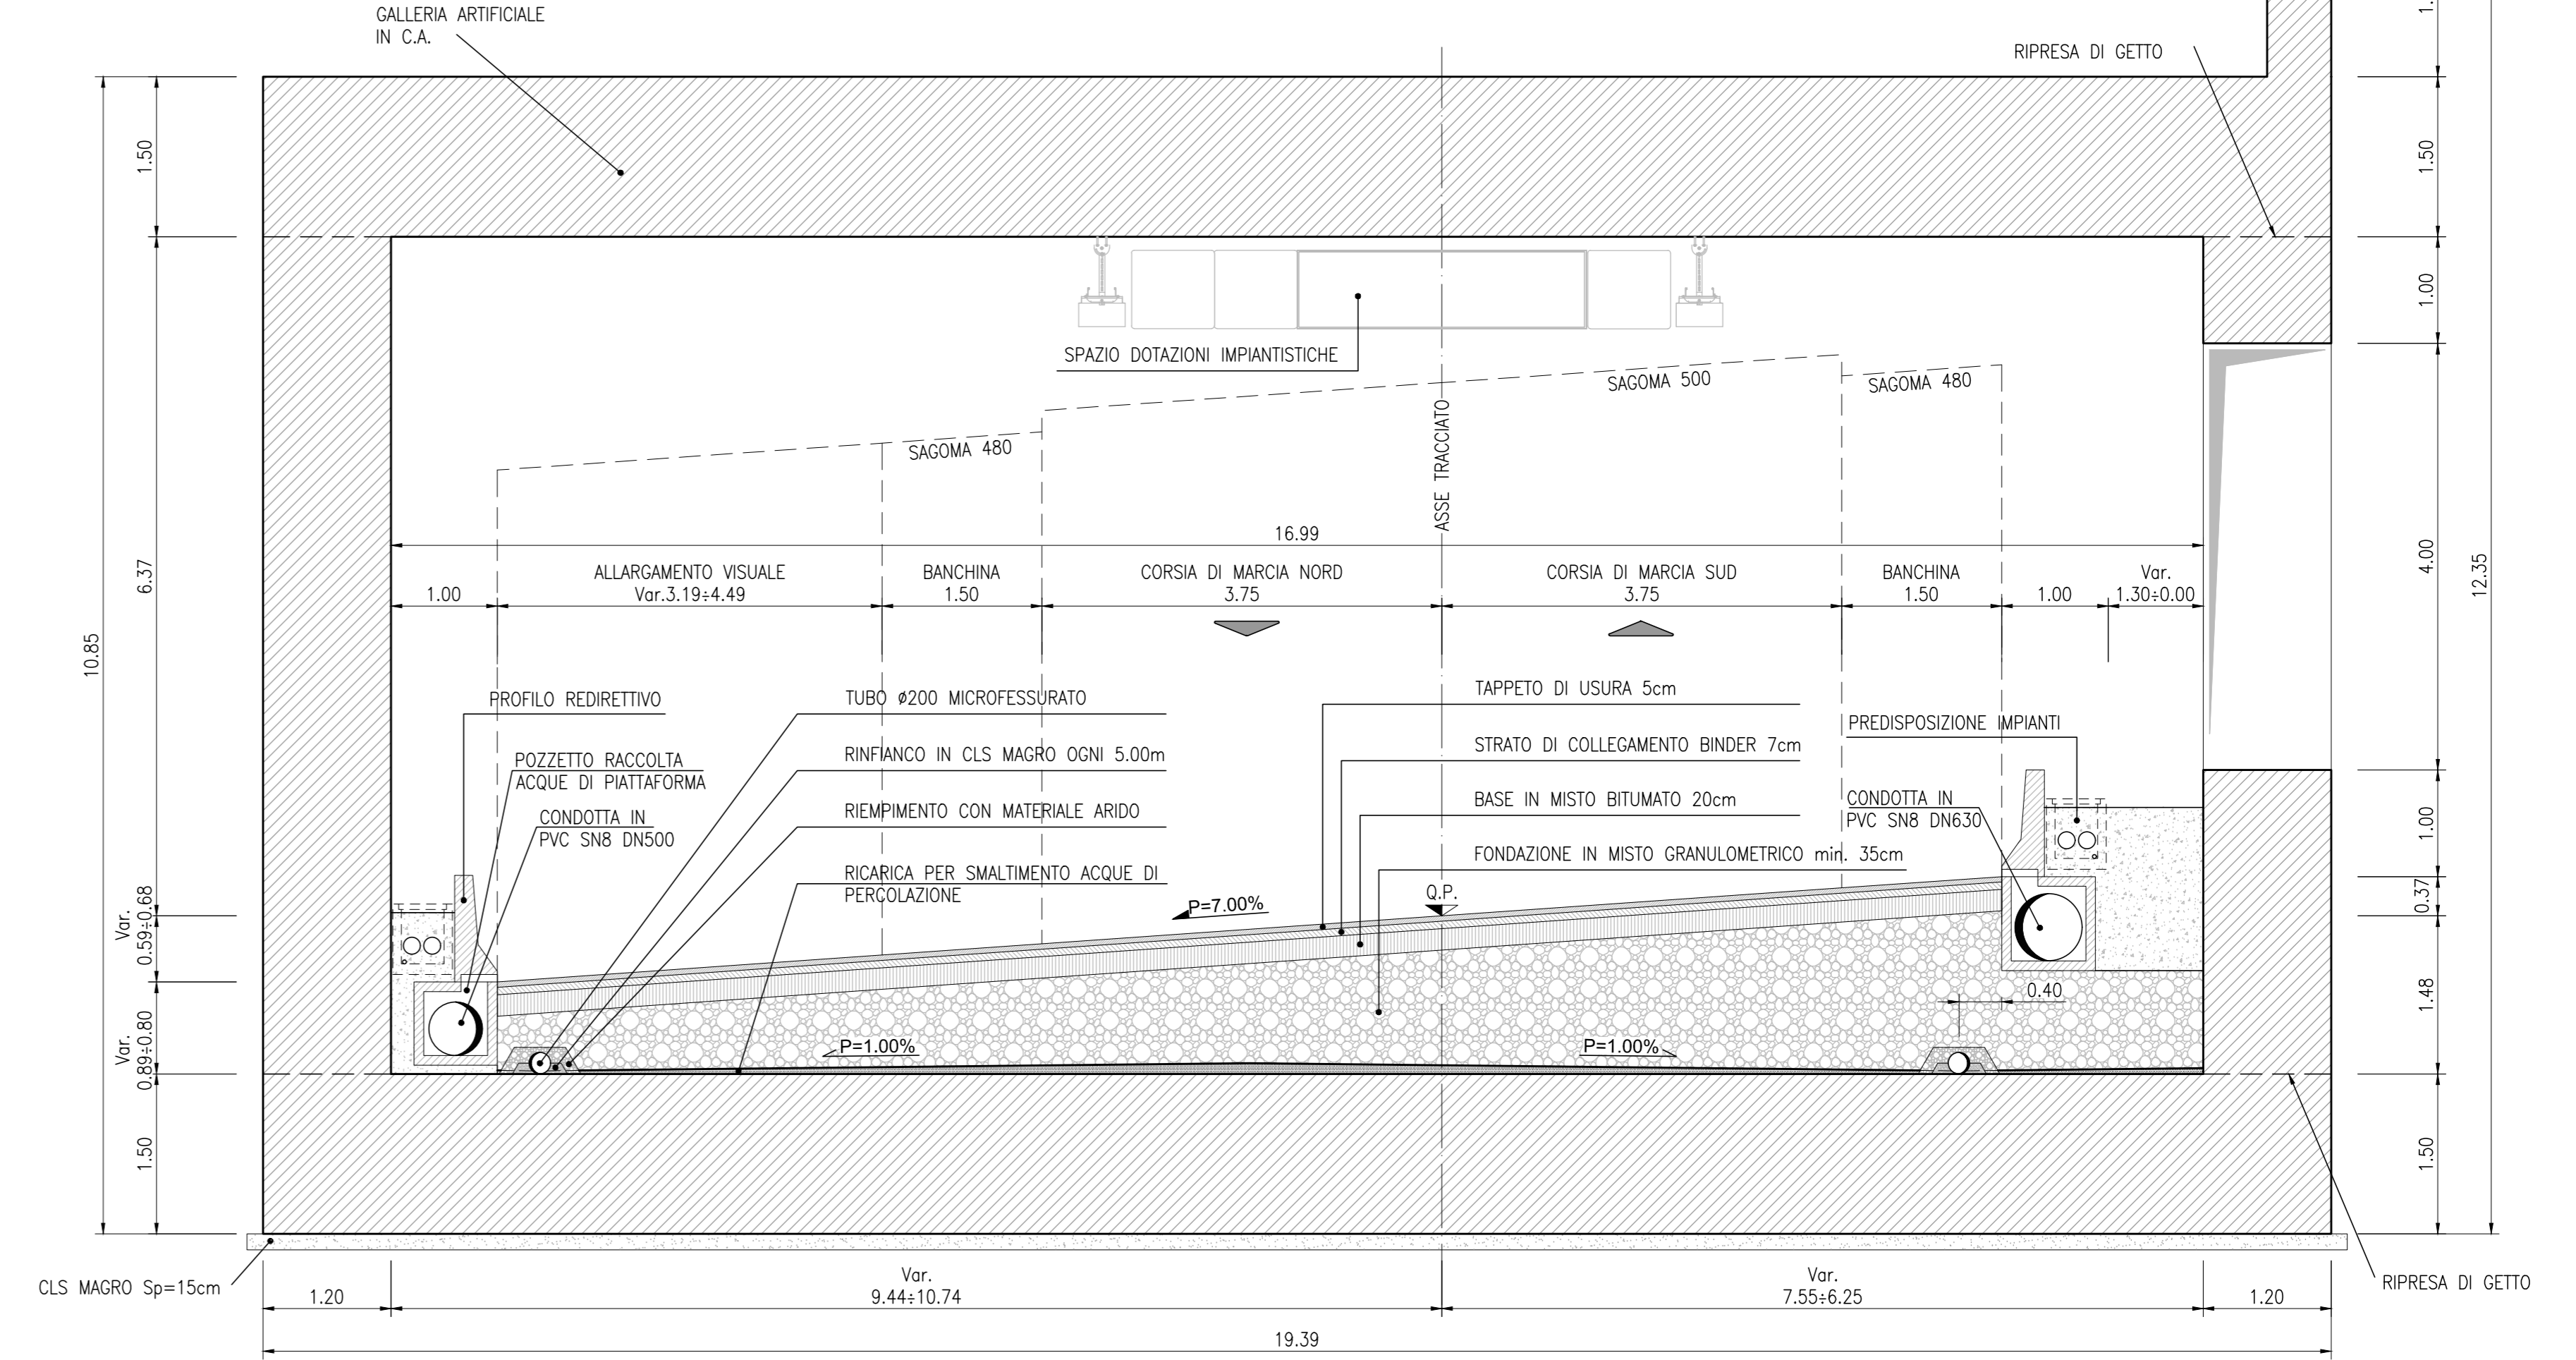 GALLERIA ARTIFICIALE
IN C.A.
RIPRESA DI GETTO
1.50
1.50
1.00
SPAZIO DOTAZIONI IMPIANTISTICHE
SAGOMA 500
SAGOMA 480
SAGOMA 480
ASSE TRACCIATO
16.99
6.37
4.00
12.35
10.85
1.00
ALLARGAMENTO VISUALE
Var.3.19÷4.49
BANCHINA
1.50
CORSIA DI MARCIA NORD
3.75
CORSIA DI MARCIA SUD
3.75
BANCHINA
1.50
1.00
Var.
1.30÷0.00
PROFILO REDIRETTIVO
TUBO ø200 MICROFESSURATO
TAPPETO DI USURA 5cm
PREDISPOSIZIONE IMPIANTI
POZZETTO RACCOLTA
ACQUE DI PIATTAFORMA
RINFIANCO IN CLS MAGRO OGNI 5.00m
STRATO DI COLLEGAMENTO BINDER 7cm
CONDOTTA IN
PVC SN8 DN500
RIEMPIMENTO CON MATERIALE ARIDO
BASE IN MISTO BITUMATO 20cm
CONDOTTA IN
PVC SN8 DN630
RICARICA PER SMALTIMENTO ACQUE DI
PERCOLAZIONE
FONDAZIONE IN MISTO GRANULOMETRICO min. 35cm
1.00
0.37
Q.P.
P=7.00%
Var.
0.59÷0.68
1.48
0.40
Var.
0.89÷0.80
P=1.00%
P=1.00%
1.50
1.50
CLS MAGRO Sp=15cm
RIPRESA DI GETTO
1.20
Var.
9.44÷10.74
Var.
7.55÷6.25
1.20
19.39